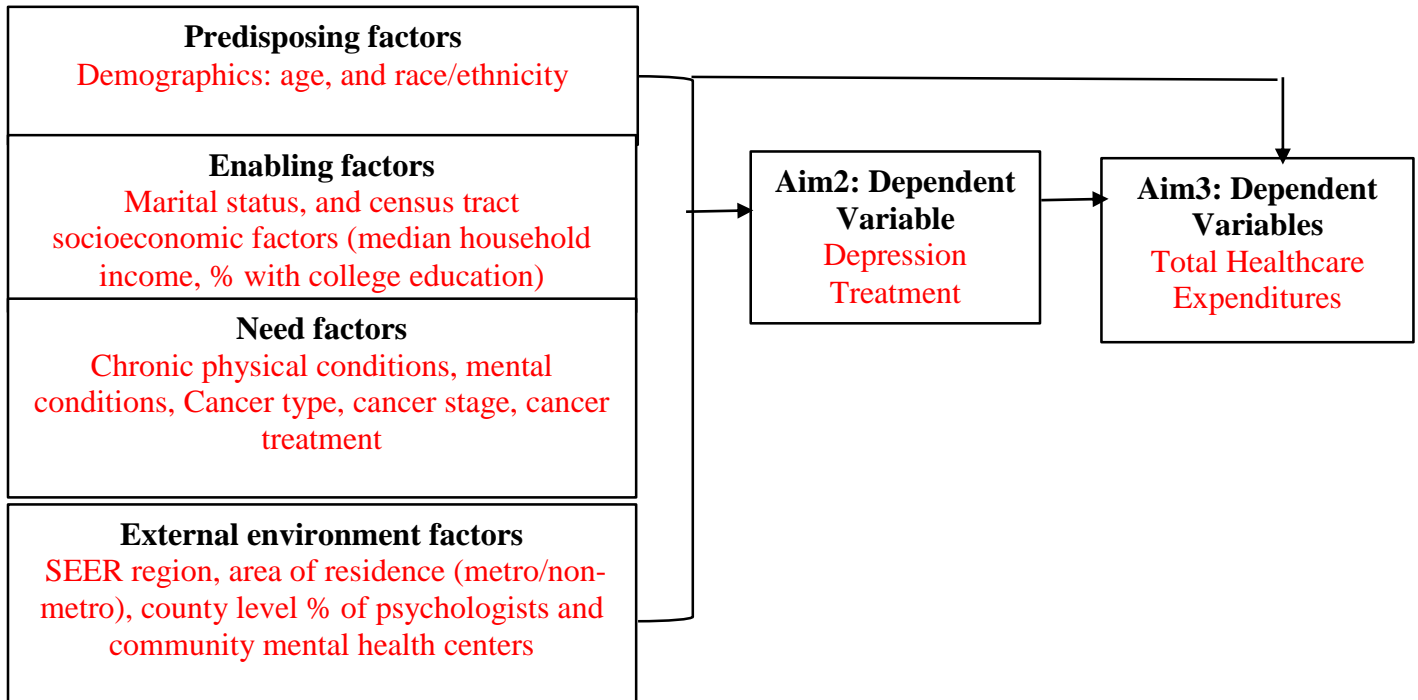 Predisposing factors
Demographics: age, and race/ethnicity
Enabling factors
Marital status, and census tract
socioeconomic factors (median household
income, % with college education)
Need factors
Chronic physical conditions, mental
conditions, Cancer type, cancer stage, cancer
treatment
External environment factors
SEER region, area of residence (metro/non-
metro), county level % of psychologists and
community mental health centers
Aim2: Dependent
Variable
Depression
Treatment
Aim3: Dependent
Variables
Total Healthcare
Expenditures